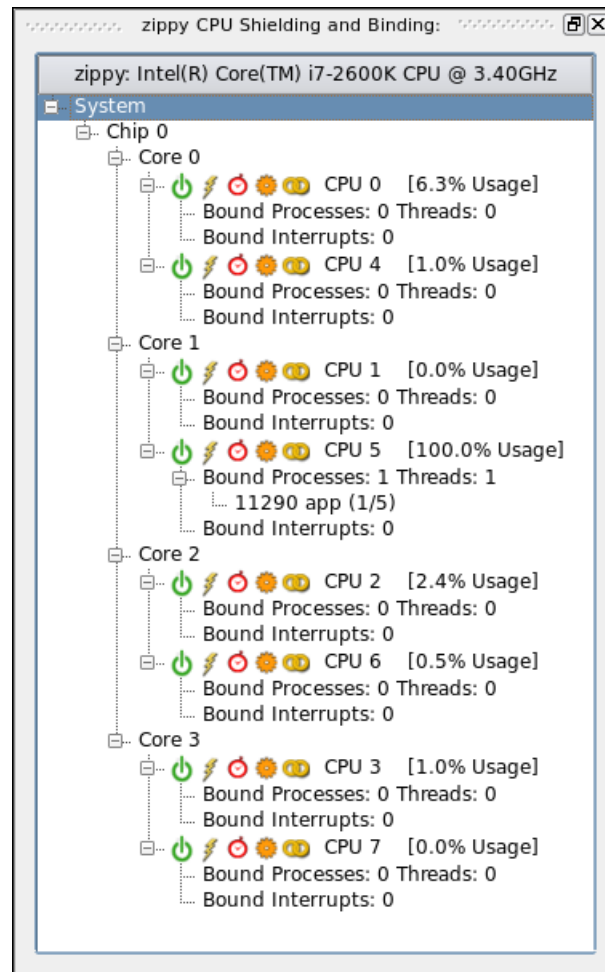 zippy CPU Shielding and Binding:
zippy: Intel(R) Core(TM) i7-2600K CPU @ 3.40GHz
System
Chip 0
Core 0
CPU 0 [6.3% Usage]
Bound Processes: 0 Threads: 0
Bound Interrupts: 0
CPU 4 [1.0% Usage]
Bound Processes: 0 Threads: 0
Bound Interrupts: 0
Core 1
CPU 1 [0.0% Usage]
Bound Processes: 0 Threads: 0
Bound Interrupts: 0
CPU 5 [100.0% Usage]
Bound Processes: 1 Threads: 1
11290 app (1/5)
Bound Interrupts: 0
Core 2
CPU 2 [2.4% Usage]
Bound Processes: 0 Threads: 0
Bound Interrupts: 0
CPU 6 [0.5% Usage]
Bound Processes: 0 Threads: 0
Bound Interrupts: 0
Core 3
CPU 3 [1.0% Usage]
Bound Processes: 0 Threads: 0
Bound Interrupts: 0
CPU 7 [0.0% Usage]
Bound Processes: 0 Threads: 0
Bound Interrupts: 0